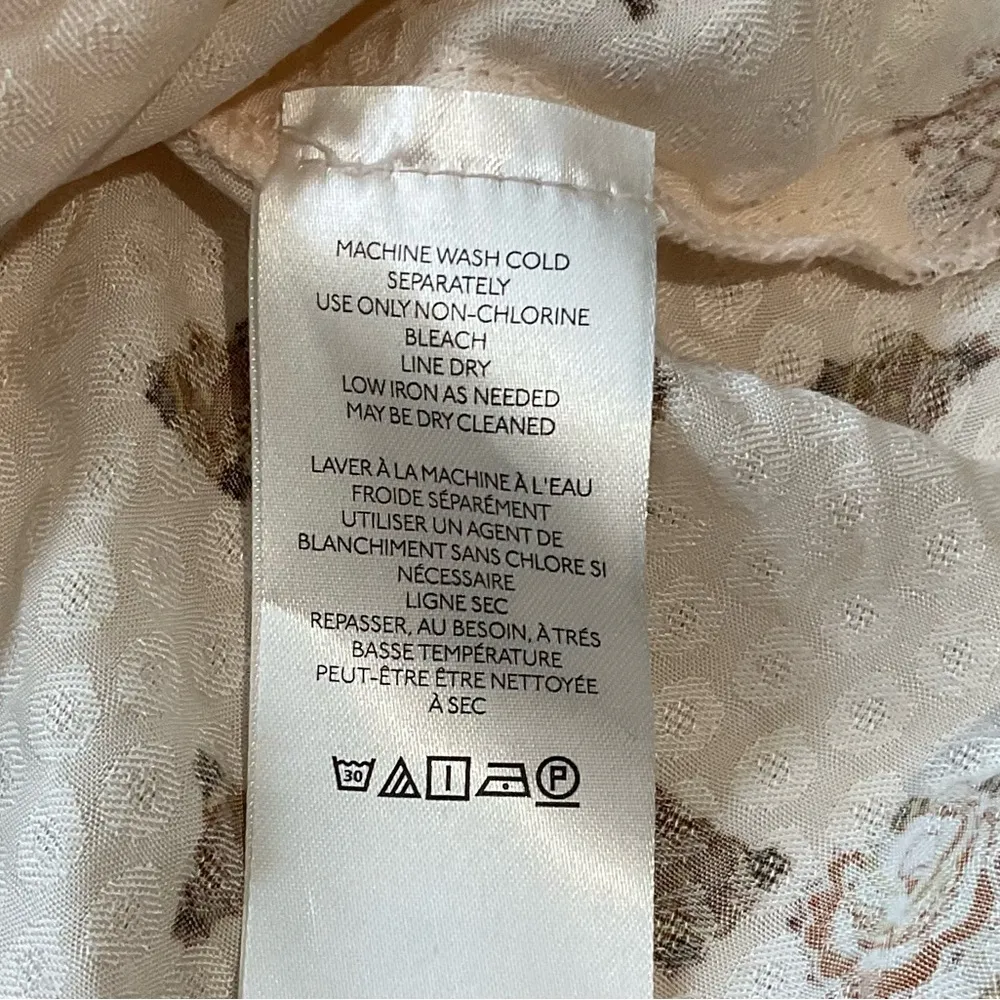 MACHINE WASH COLD
SEPARATELY
USE ONLY NON-CHLORINE
BLEACH
LINE DRY
LOW IRON AS NEEDED
MAY BE DRY CLEANED
LAVER À LA MACHINE À L'EAU
FROIDE SÉPARÉMENT
UTILISER UN AGENT DE
BLANCHIMENT SANS CHLORE SI
NÉCESSAIRE
LIGNE SEC
REPASSER, AU BESOIN, À TRÉS
BASSE TEMPÉRATURE
PEUT-ÊTRE ÊTRE NETTOYÉE
À SEC
30 P